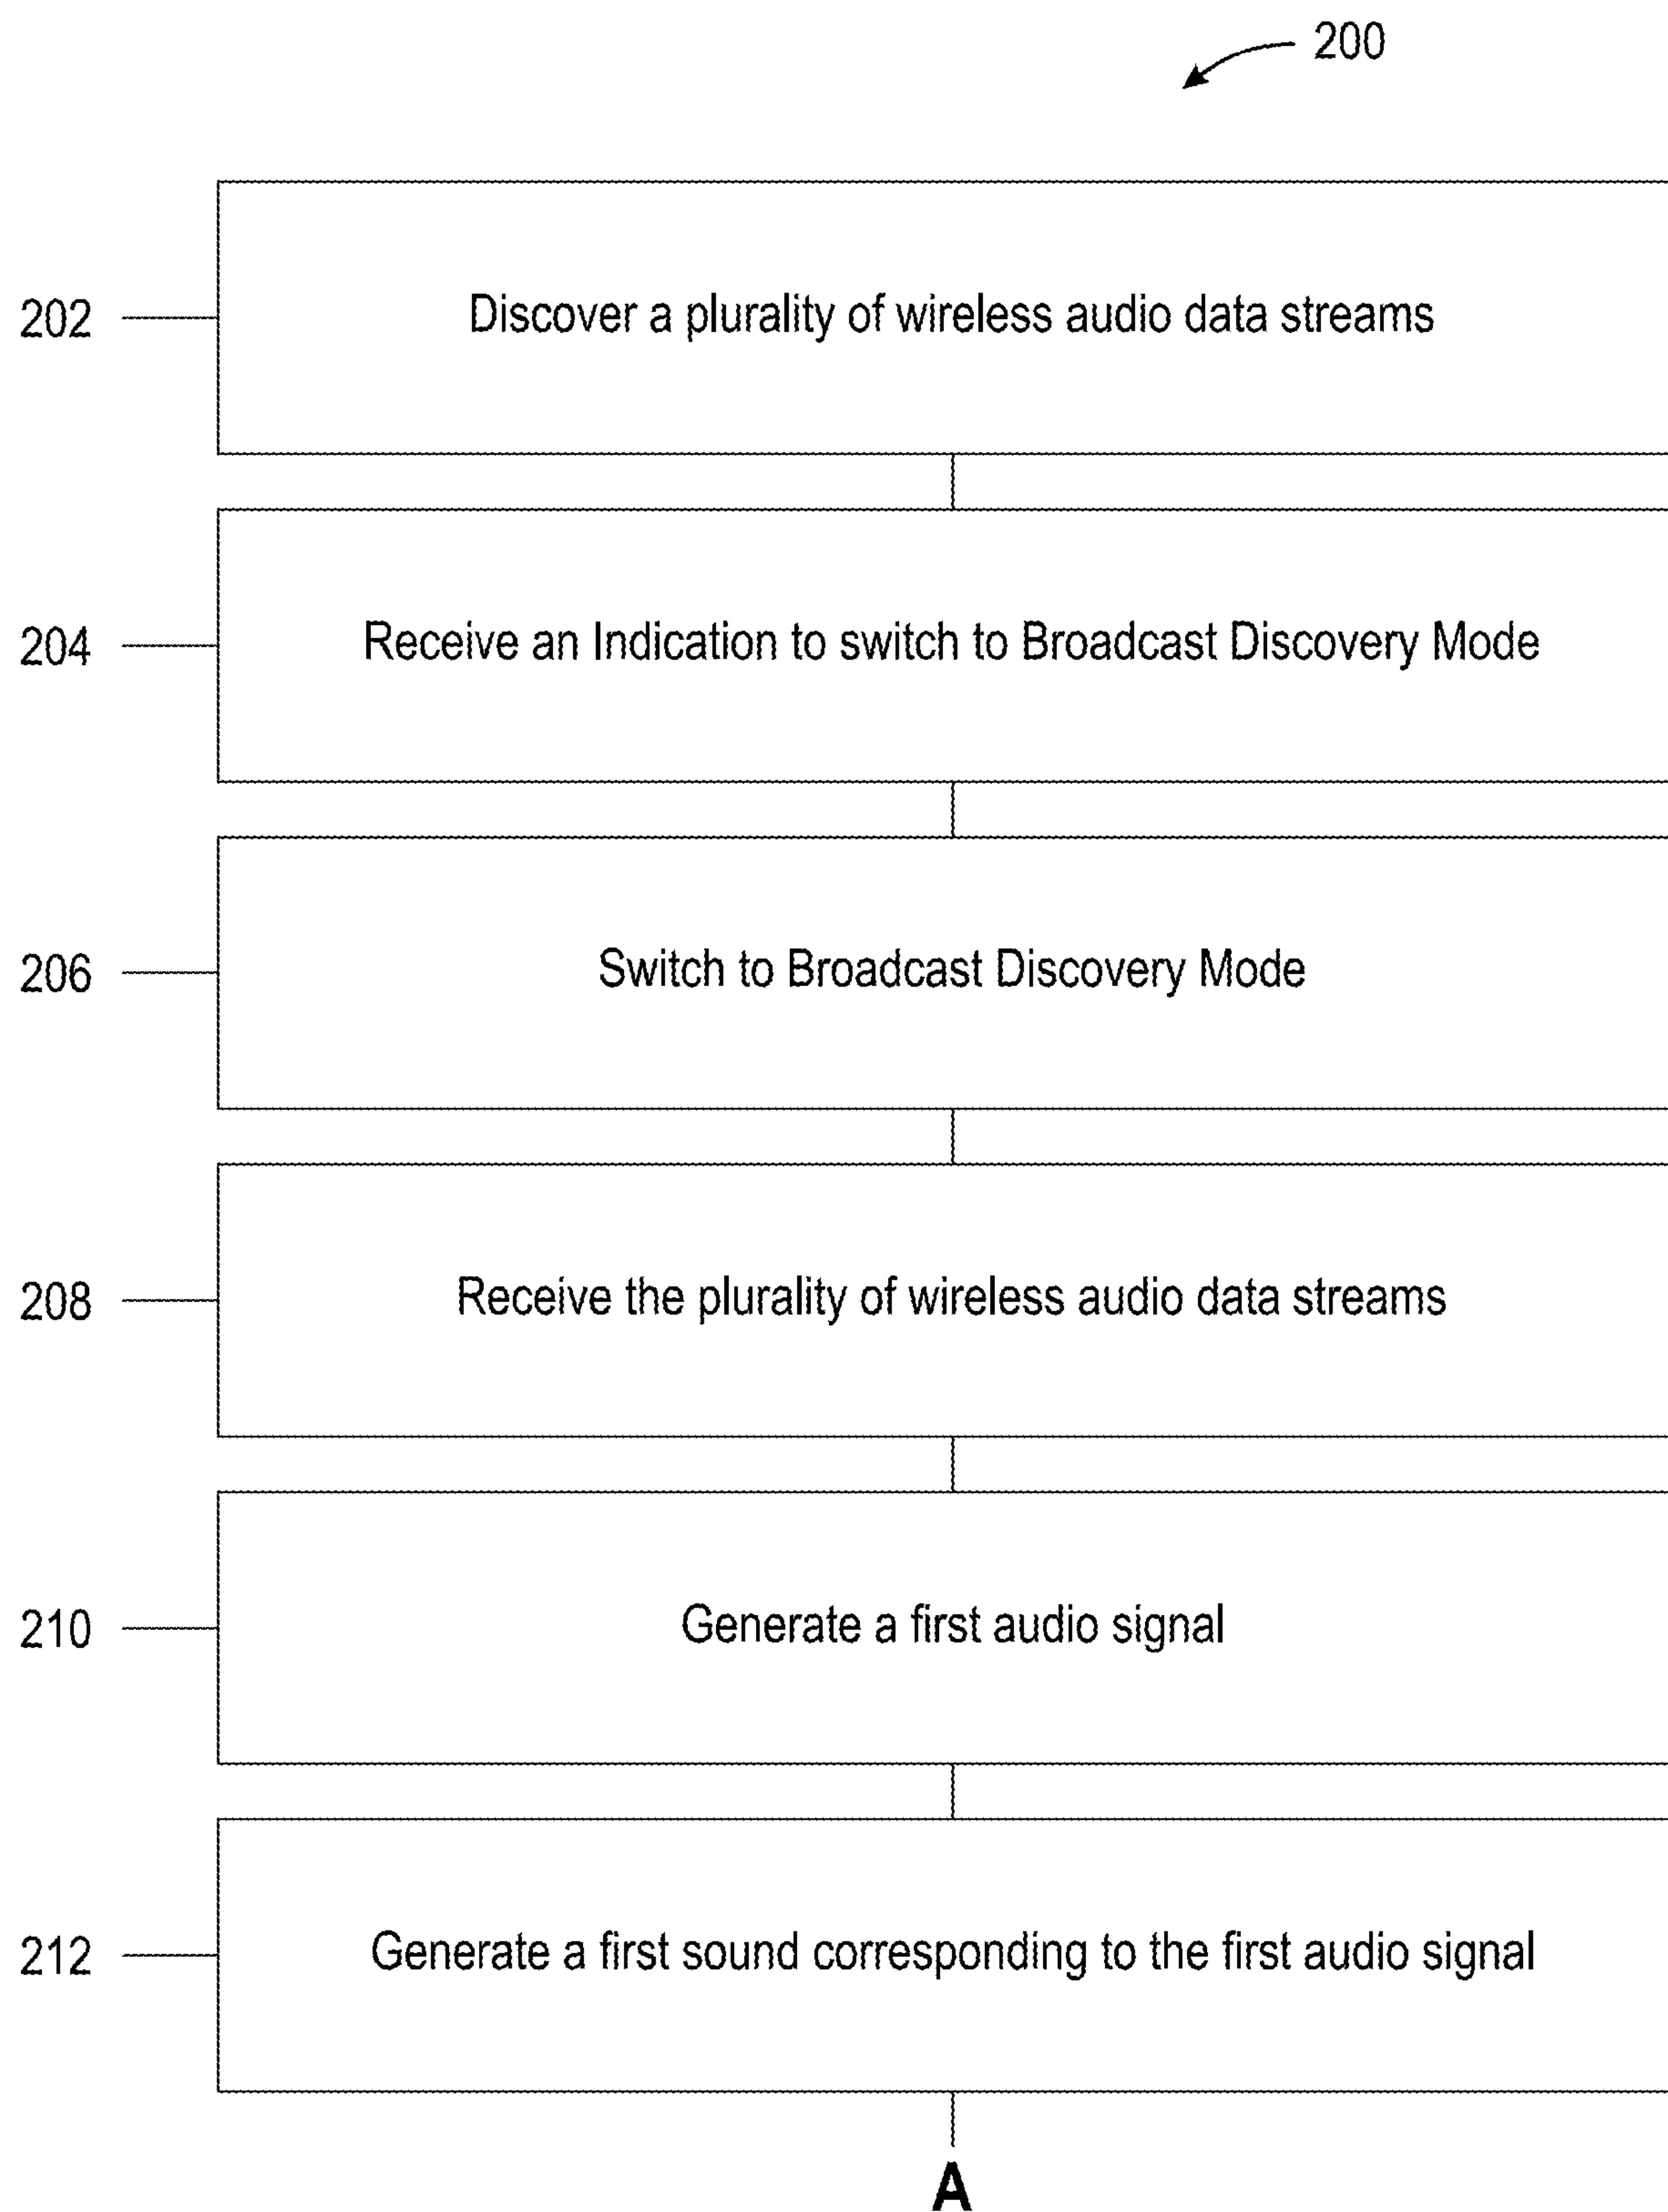 200
202 Discover a plurality of wireless audio data streams
204 Receive an Indication to switch to Broadcast Discovery Mode
206 Switch to Broadcast Discovery Mode
208 Receive the plurality of wireless audio data streams
210 Generate a first audio signal
212 Generate a first sound corresponding to the first audio signal
A